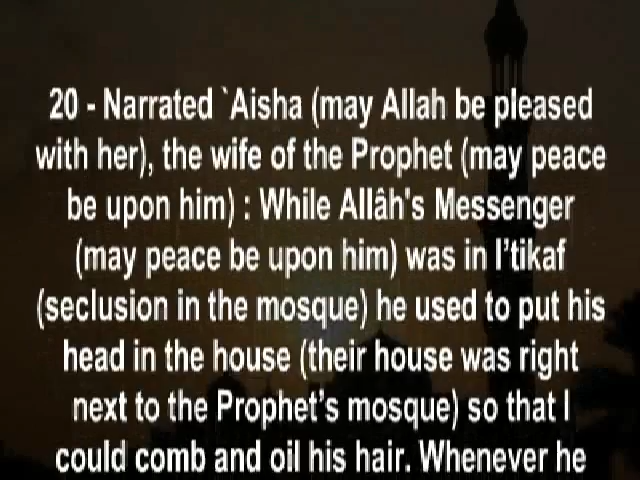 20 - Narrated `Aisha (may Allah be pleased
with her), the wife of the Prophet (may peace
be upon him) : While Allâh's Messenger
(may peace be upon him) was in I’tikaf
(seclusion in the mosque) he used to put his
head in the house (their house was right
next to the Prophet’s mosque) so that I
could comb and oil his hair. Whenever he